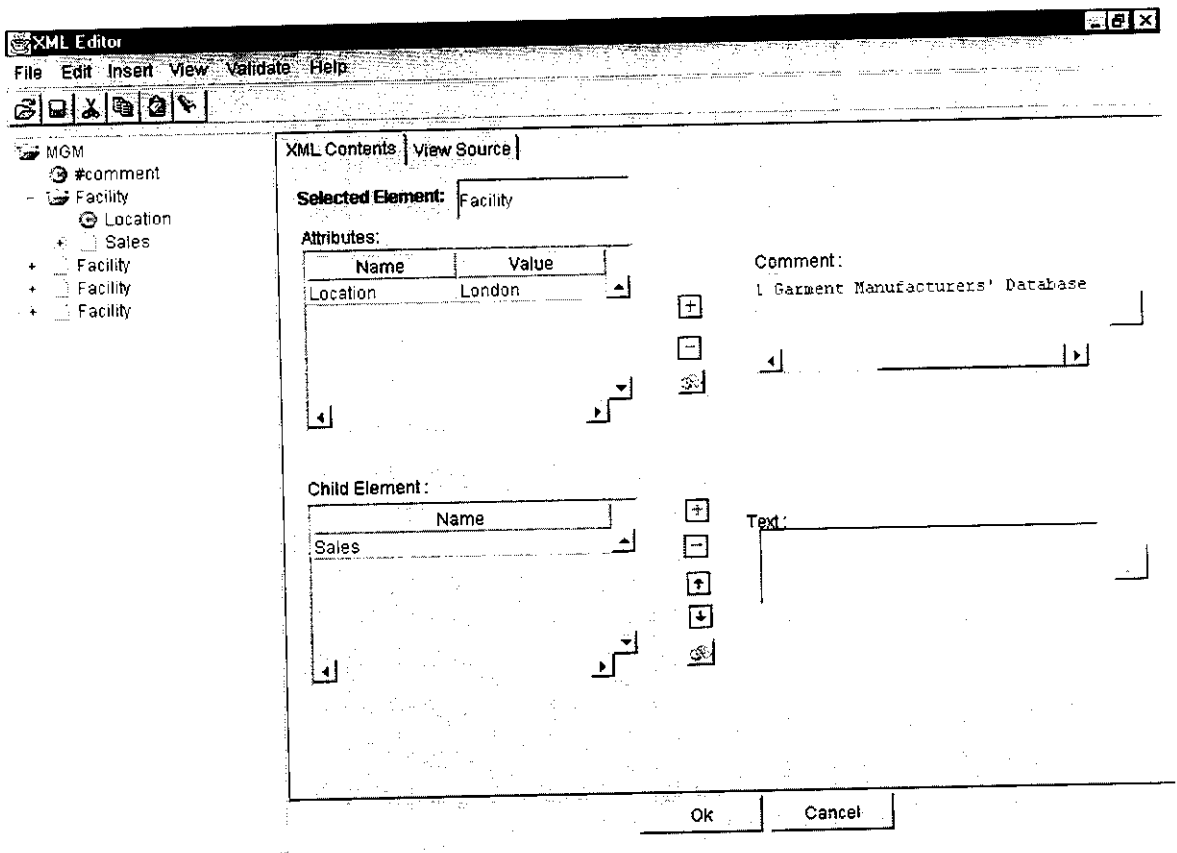 XML Editor
File Edit Insert View Validate Help
MGM
#comment
- Facility
Location
+ Sales
+ Facility
+ Facility
+ Facility
XML Contents View Source
Selected Element: Facility
Attributes:
Name Value
Location London
Comment:
1 Garment Manufacturers' Database
Child Element:
Name
Sales
Text:
Ok Cancel